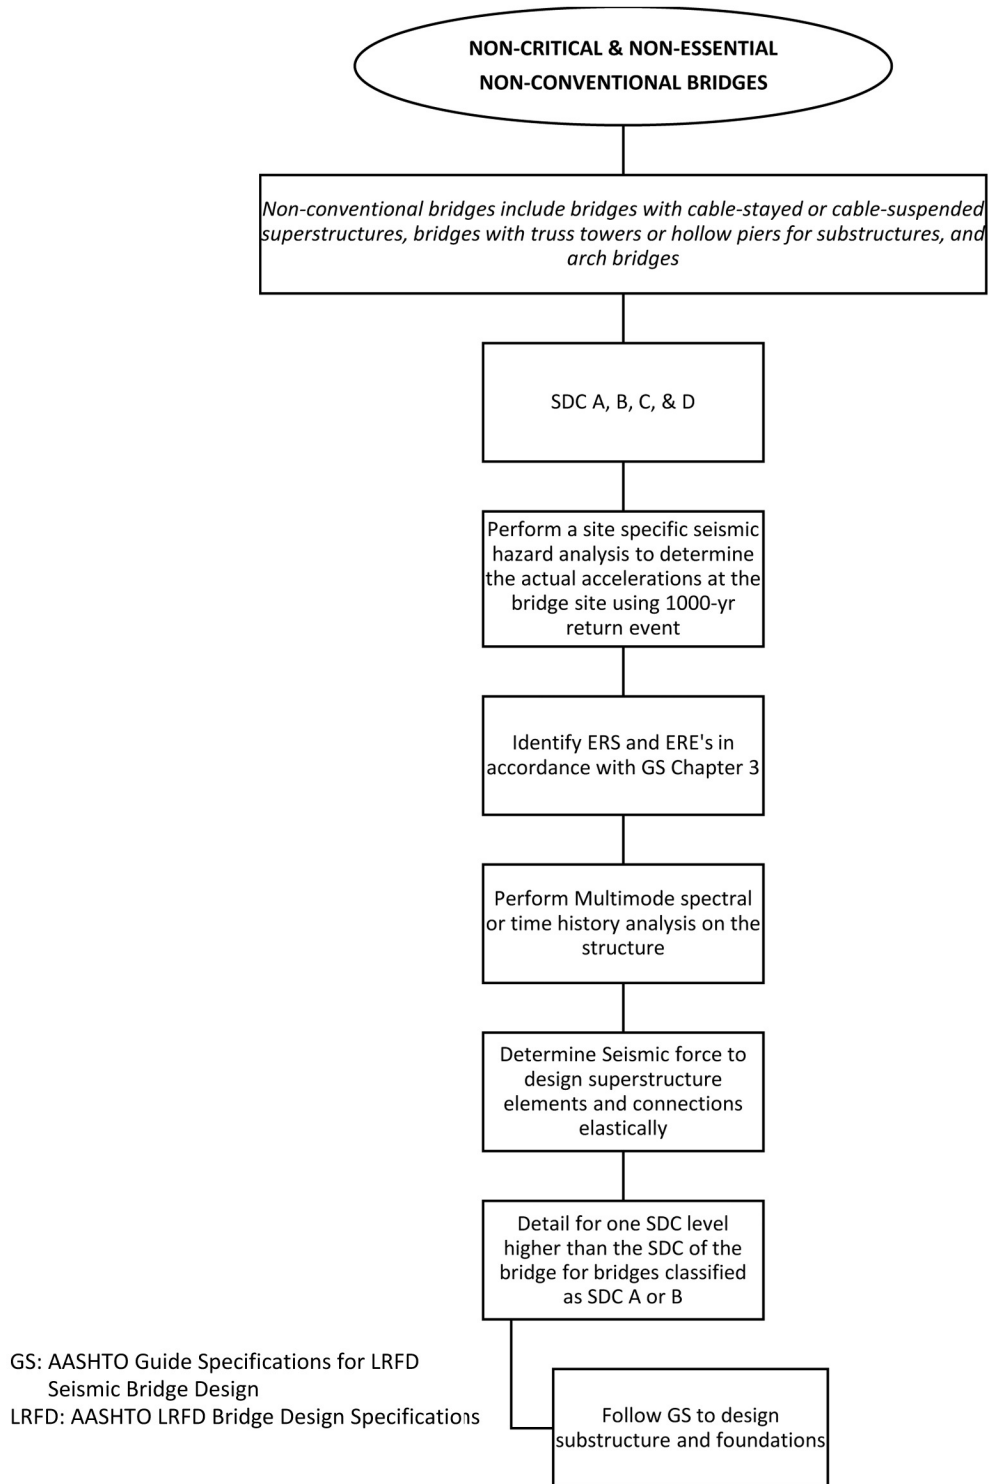 NON-CRITICAL & NON-ESSENTIAL
NON-CONVENTIONAL BRIDGES
Non-conventional bridges include bridges with cable-stayed or cable-suspended
superstructures, bridges with truss towers or hollow piers for substructures, and
arch bridges
SDC A, B, C, & D
Perform a site specific seismic
hazard analysis to determine
the actual accelerations at the
bridge site using 1000-yr
return event
Identify ERS and ERE's in
accordance with GS Chapter 3
Perform Multimode spectral
or time history analysis on the
structure
Determine Seismic force to
design superstructure
elements and connections
elastically
Detail for one SDC level
higher than the SDC of the
bridge for bridges classified
as SDC A or B
GS: AASHTO Guide Specifications for LRFD
Seismic Bridge Design
LRFD: AASHTO LRFD Bridge Design Specifications
Follow GS to design
substructure and foundations